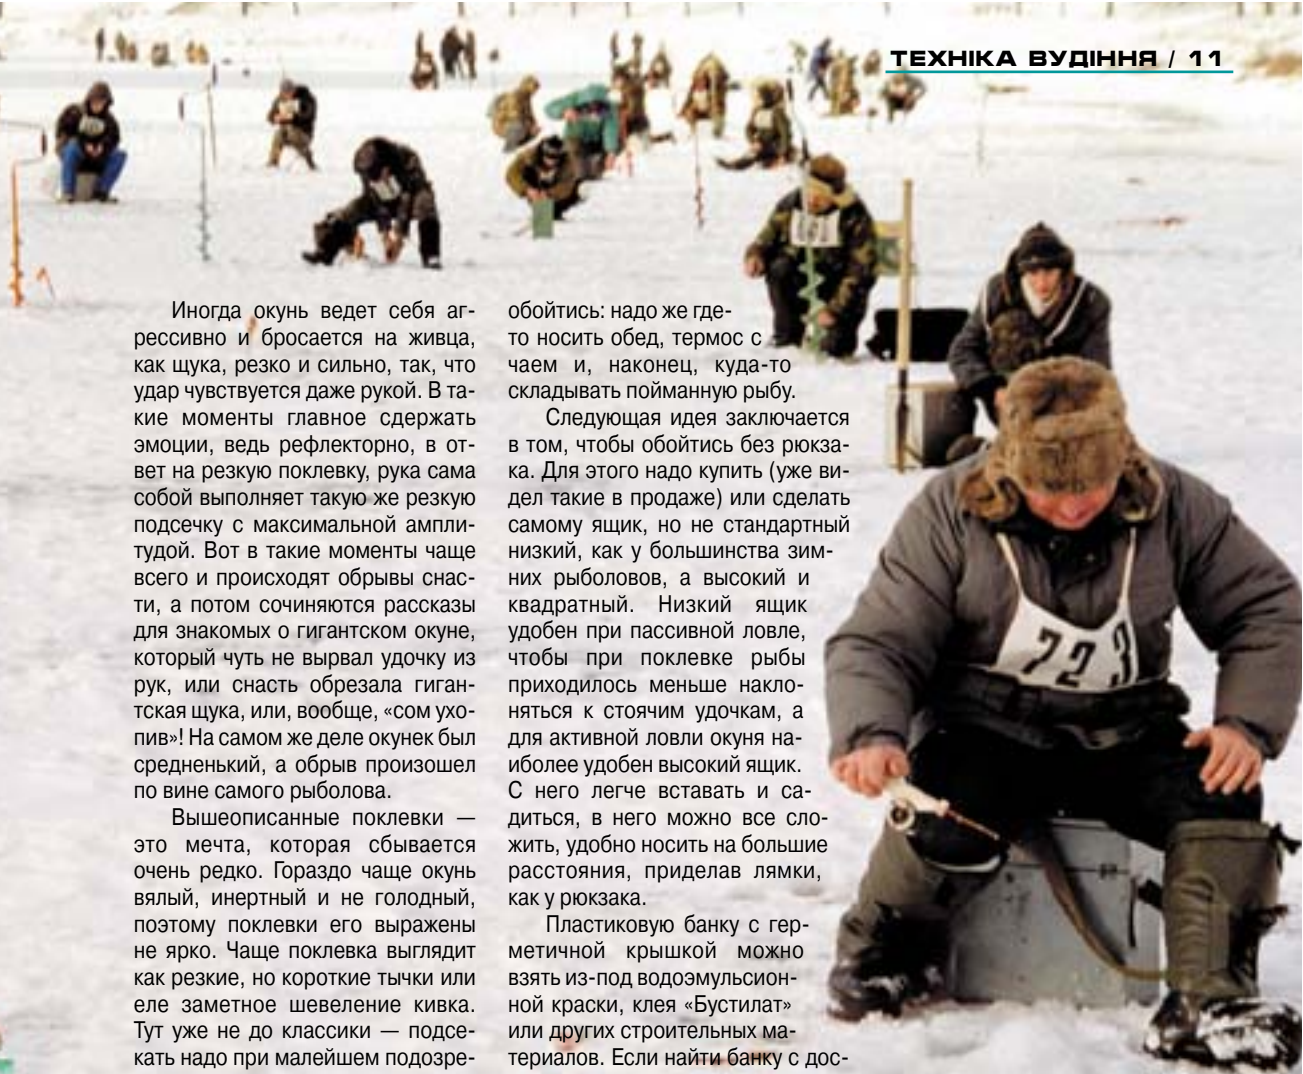 ТЕХНІКА ВУДІННЯ / 11
Иногда окунь ведет себя аг-
рессивно и бросается на живца,
как щука, резко и сильно, так, что
удар чувствуется даже рукой. В та-
кие моменты главное сдержать
эмоции, ведь рефлекторно, в от-
вет на резкую поклевку, рука сама
собой выполняет такую же резкую
подсечку с максимальной ампли-
тудой. Вот в такие моменты чаще
всего и происходят обрывы снас-
ти, а потом сочиняются рассказы
для знакомых о гигантском окуне,
который чуть не вырвал удочку из
рук, или снасть обрезала гиган-
тская щука, или, вообще, «сом ухо-
пив»! На самом же деле окунек был
средненький, а обрыв произошел
по вине самого рыболова.
Вышеописанные поклевки —
это мечта, которая сбывается
очень редко. Гораздо чаще окунь
вялый, инертный и не голодный,
поэтому поклевки его выражены
не ярко. Чаще поклевка выглядит
как резкие, но короткие тычки или
еле заметное шевеление кивка.
Тут уже не до классики — подсе-
кать надо при малейшем подозре-
обойтись: надо же где-
то носить обед, термос с
чаем и, наконец, куда-то
складывать пойманную рыбу.
Следующая идея заключается
в том, чтобы обойтись без рюкза-
ка. Для этого надо купить (уже ви-
дел такие в продаже) или сделать
самому ящик, но не стандартный
низкий, как у большинства зим-
них рыболовов, а высокий и
квадратный. Низкий ящик
удобен при пассивной ловле,
чтобы при поклевке рыбы
приходилось меньше накло-
няться к стоячим удочкам, а
для активной ловли окуня на-
иболее удобен высокий ящик.
С него легче вставать и са-
диться, в него можно все сло-
жить, удобно носить на большие
расстояния, приделав лямки,
как у рюкзака.
Пластиковую банку с гер-
метичной крышкой можно
взять из-под водоэмульсион-
ной краски, клея «Бустилат»
или других строительных ма-
териалов. Если найти банку с дос-
723